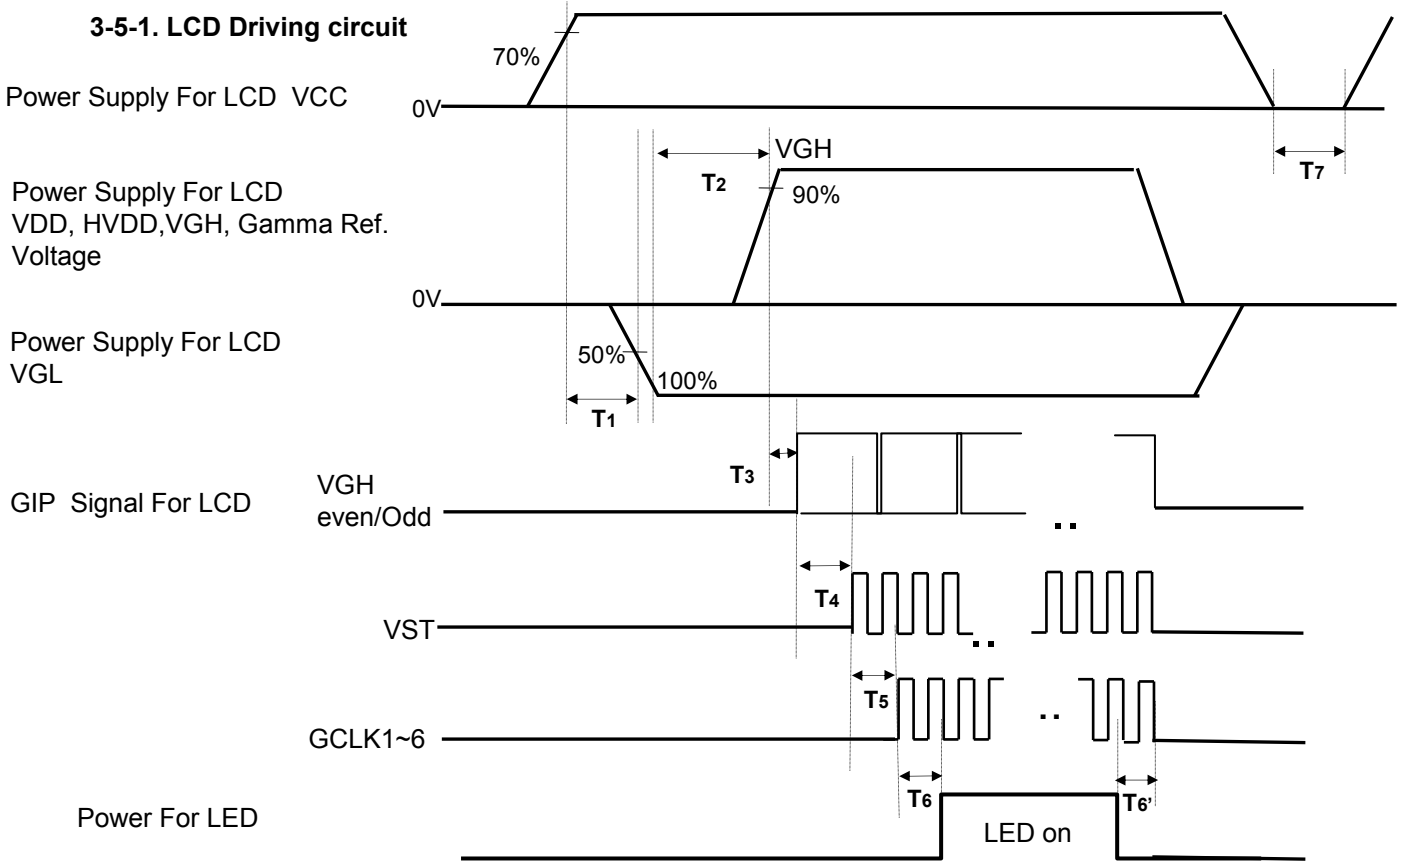 3-5-1. LCD Driving circuit
70%
Power Supply For LCD VCC
0V
VGH
T2
T7
Power Supply For LCD
VDD, HVDD,VGH, Gamma Ref.
Voltage
90%
0V
Power Supply For LCD
VGL
50%
100%
T1
T3
GIP Signal For LCD
VGH
even/Odd
. .
T4
VST
. .
T5
GCLK1~6
. .
T6
T6’
Power For LED
LED on